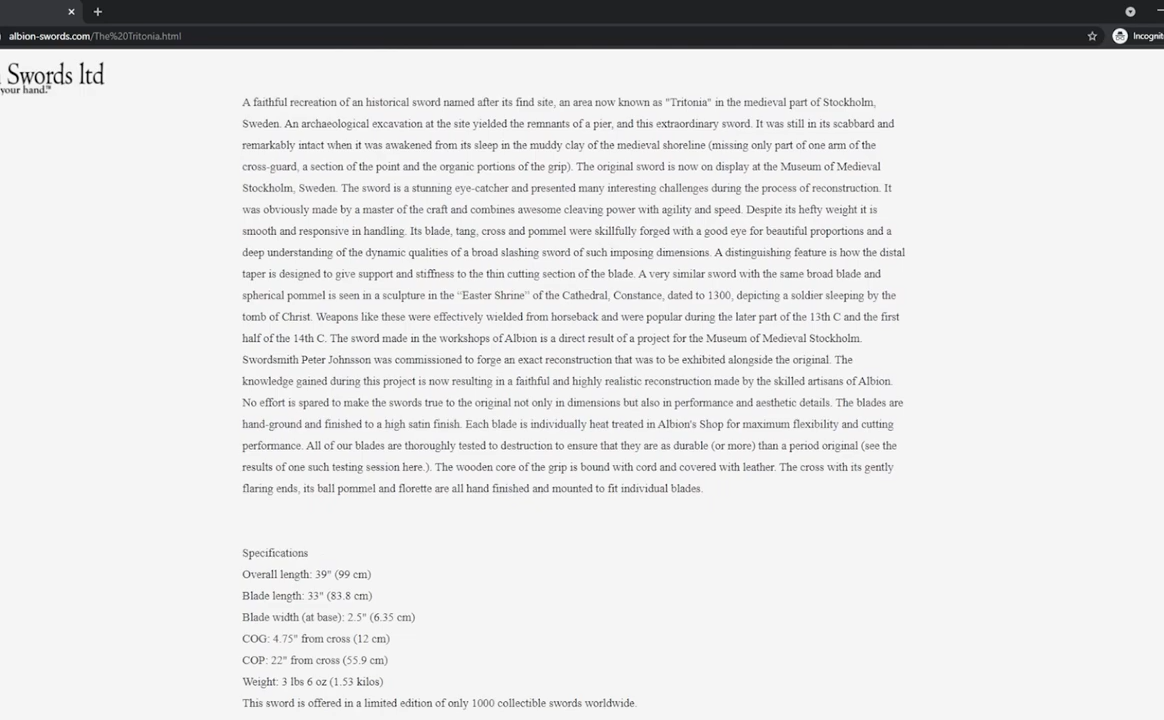 albion-swords.com/The%20Tritonia.html
Swords ltd
your hand.™
A faithful recreation of an historical sword named after its find site, an area now known as "Tritonia" in the medieval part of Stockholm,
Sweden. An archaeological excavation at the site yielded the remnants of a pier, and this extraordinary sword. It was still in its scabbard and
remarkably intact when it was awakened from its sleep in the muddy clay of the medieval shoreline (missing only part of one arm of the
cross-guard, a section of the point and the organic portions of the grip). The original sword is now on display at the Museum of Medieval
Stockholm, Sweden. The sword is a stunning eye-catcher and presented many interesting challenges during the process of reconstruction. It
was obviously made by a master of the craft and combines awesome cleaving power with agility and speed. Despite its hefty weight it is
smooth and responsive in handling. Its blade, tang, cross and pommel were skillfully forged with a good eye for beautiful proportions and a
deep understanding of the dynamic qualities of a broad slashing sword of such imposing dimensions. A distinguishing feature is how the distal
taper is designed to give support and stiffness to the thin cutting section of the blade. A very similar sword with the same broad blade and
spherical pommel is seen in a sculpture in the “Easter Shrine” of the Cathedral, Constance, dated to 1300, depicting a soldier sleeping by the
tomb of Christ. Weapons like these were effectively wielded from horseback and were popular during the later part of the 13th C and the first
half of the 14th C. The sword made in the workshops of Albion is a direct result of a project for the Museum of Medieval Stockholm.
Swordsmith Peter Johnsson was commissioned to forge an exact reconstruction that was to be exhibited alongside the original. The
knowledge gained during this project is now resulting in a faithful and highly realistic reconstruction made by the skilled artisans of Albion.
No effort is spared to make the swords true to the original not only in dimensions but also in performance and aesthetic details. The blades are
hand-ground and finished to a high satin finish. Each blade is individually heat treated in Albion's Shop for maximum flexibility and cutting
performance. All of our blades are thoroughly tested to destruction to ensure that they are as durable (or more) than a period original (see the
results of one such testing session here.). The wooden core of the grip is bound with cord and covered with leather. The cross with its gently
flaring ends, its ball pommel and florette are all hand finished and mounted to fit individual blades.
Specifications
Overall length: 39" (99 cm)
Blade length: 33" (83.8 cm)
Blade width (at base): 2.5" (6.35 cm)
COG: 4.75" from cross (12 cm)
COP: 22" from cross (55.9 cm)
Weight: 3 lbs 6 oz (1.53 kilos)
This sword is offered in a limited edition of only 1000 collectible swords worldwide.